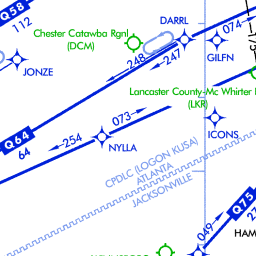 Q58
112
DARRL
074
Chester Catawba Rgnl
(DCM)
GILFN
JONZE
248
247
Lancaster County-Mc Whirter
(LKR)
Q64
64
254
073
NYLLA
ICONS
CPDLC (LOGON KUSA)
ATLANTA
JACKSONVILLE
Q75
049
HAM